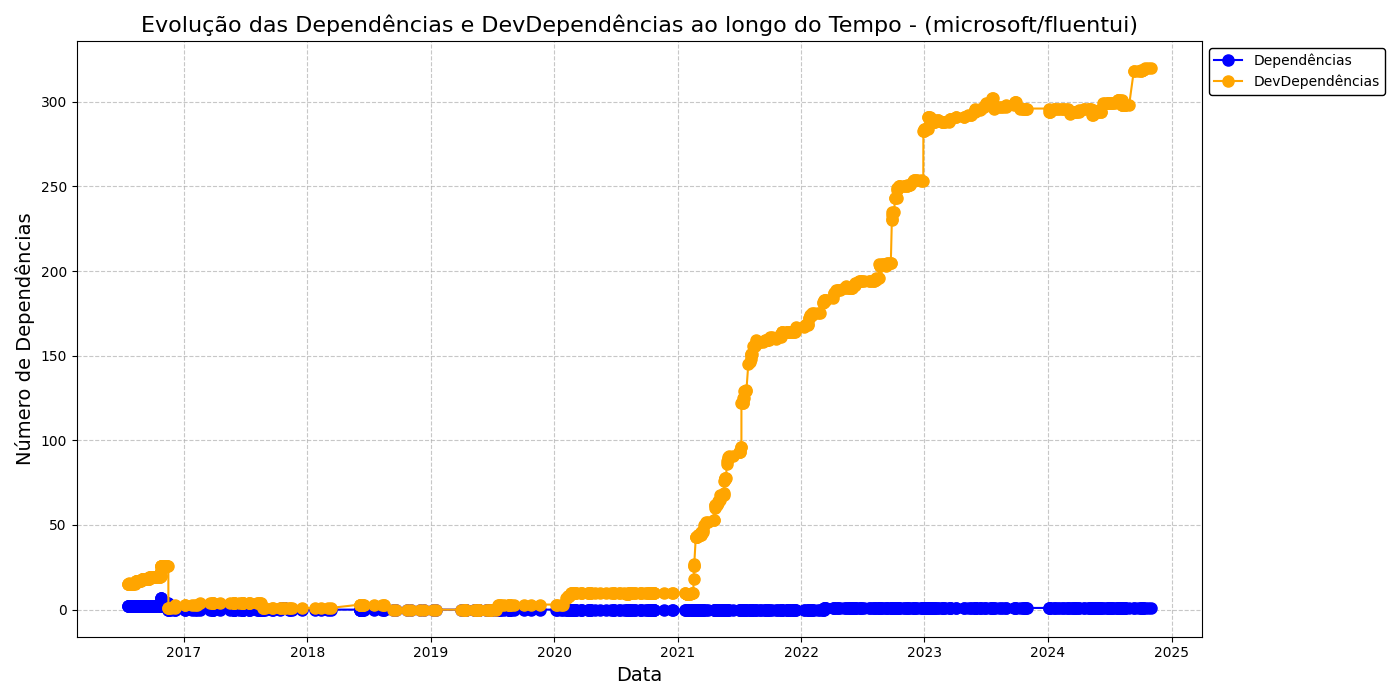 Evolução das Dependências e DevDependências ao longo do Tempo - (microsoft/fluentui)
Dependências
DevDependências
Número de Dependências
300
250
200
150
100
50
0
2017 2018 2019 2020 2021 2022 2023 2024 2025
Data